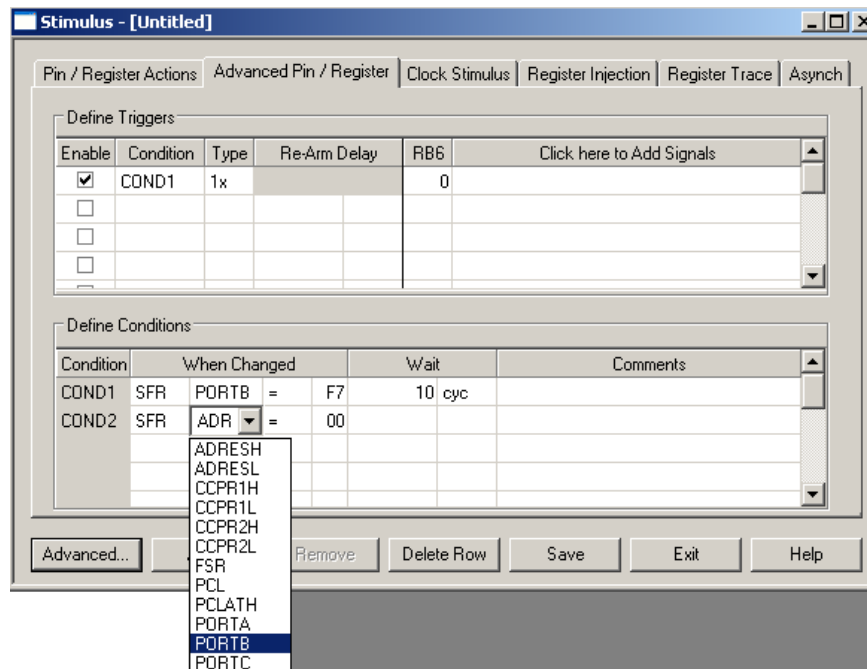 Stimulus - [Untitled]
Pin / Register Actions Advanced Pin / Register Clock Stimulus Register Injection Register Trace Asynch
Define Triggers
Enable Condition Type Re-Arm Delay RB6 Click here to Add Signals
COND1 1x 0
Define Conditions
Condition When Changed Wait Comments
COND1 SFR PORTB = F7 10 cyc
COND2 SFR ADR = 00
ADRESH
ADRESL
CCPR1H
CCPR1L
CCPR2H
CCPR2L
FSR
PCL
PCLATH
PORTA
PORTB
PORTC
Advanced... Remove Delete Row Save Exit Help